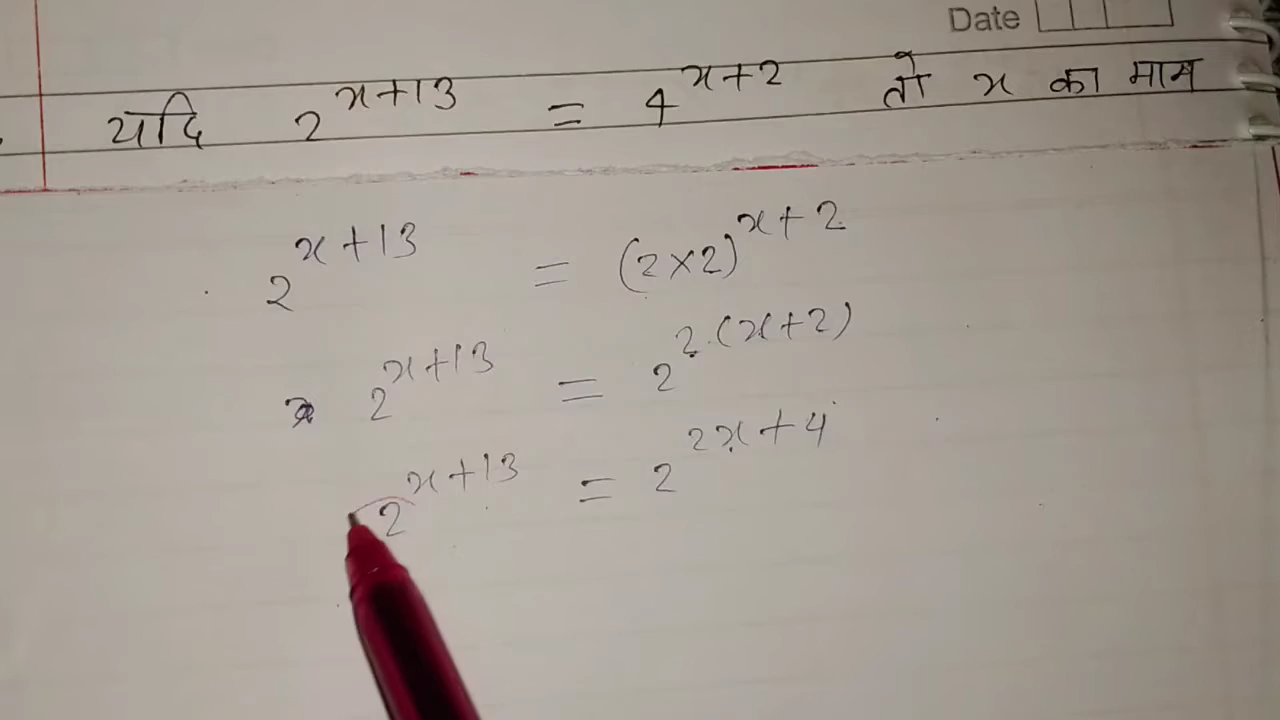 Date
यदि 2^{x+13} = 4^{x+2} तो x का मान
2^{x+13} = (2×2)^{x+2}
2^{x+13} = 2^{2.(x+2)}
2^{x+13} = 2^{2x+4}